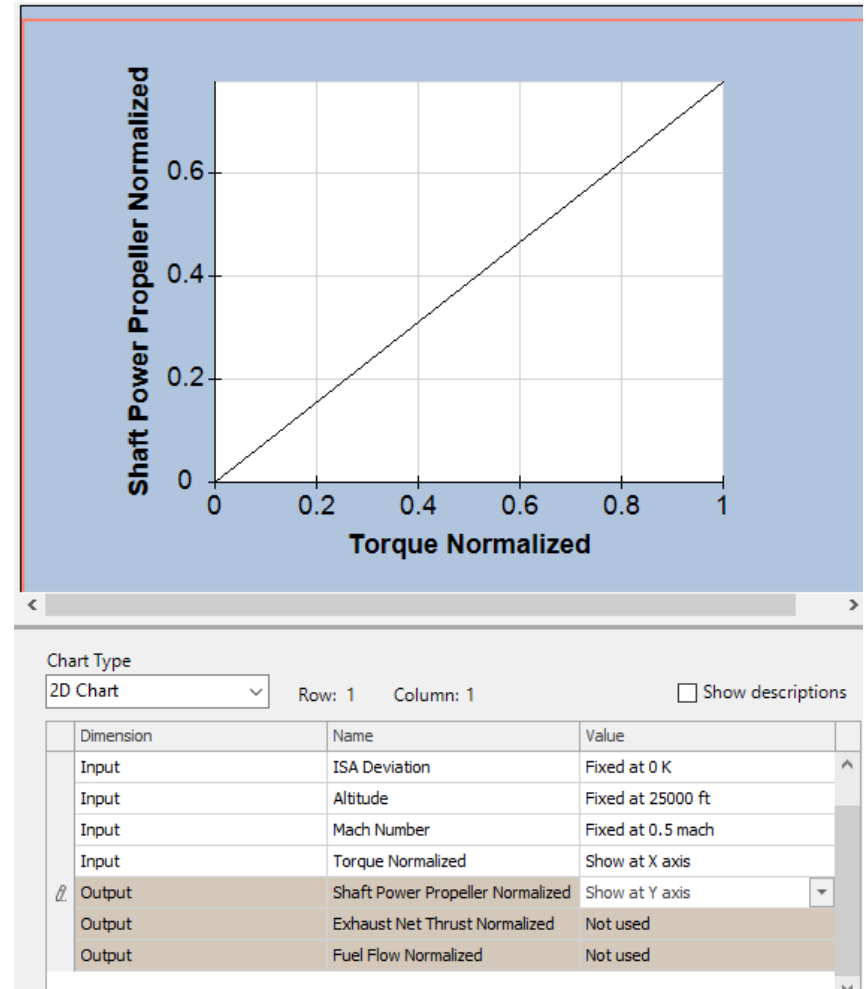 Shaft Power Propeller Normalized
0.6
0.4
0.2
0
0 0.2 0.4 0.6 0.8 1
Torque Normalized
Chart Type
2D Chart Row: 1 Column: 1 Show descriptions
Dimension Name Value
Input ISA Deviation Fixed at 0 K
Input Altitude Fixed at 25000 ft
Input Mach Number Fixed at 0.5 mach
Input Torque Normalized Show at X axis
Output Shaft Power Propeller Normalized Show at Y axis
Output Exhaust Net Thrust Normalized Not used
Output Fuel Flow Normalized Not used